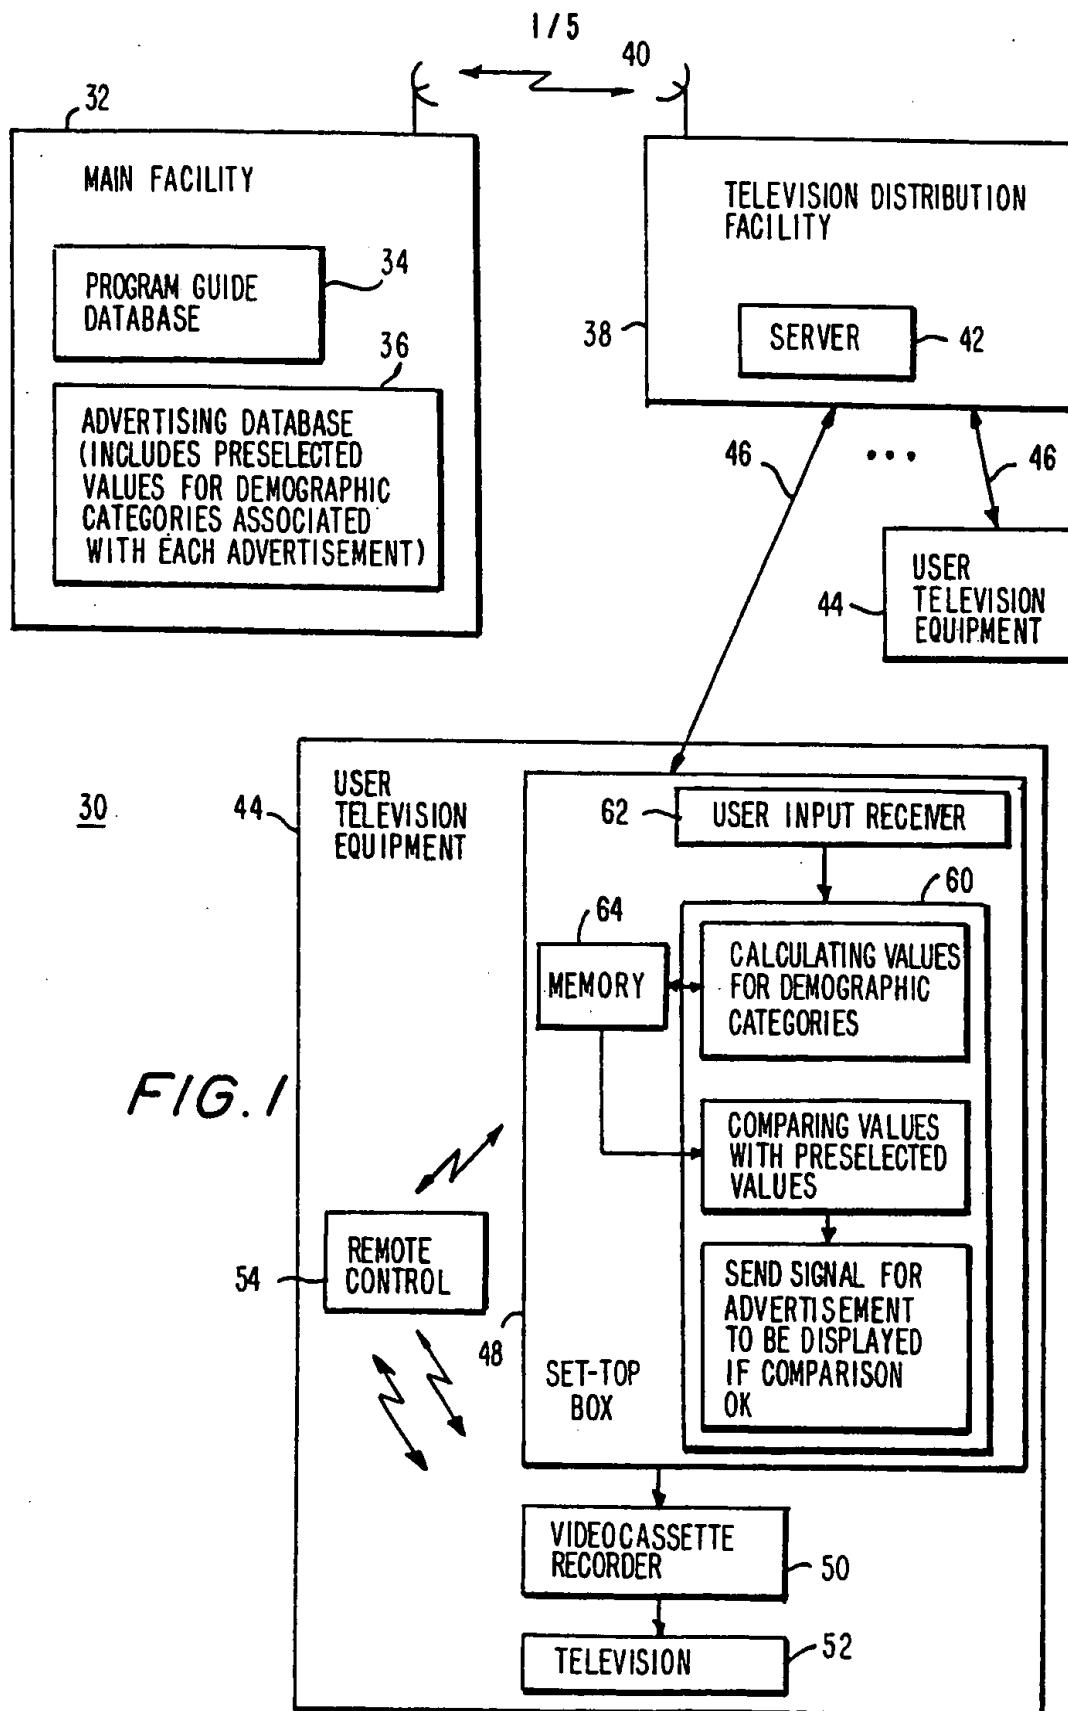 1/5
40
32
MAIN FACILITY
34
PROGRAM GUIDE
DATABASE
36
ADVERTISING DATABASE
(INCLUDES PRESELECTED
VALUES FOR DEMOGRAPHIC
CATEGORIES ASSOCIATED
WITH EACH ADVERTISEMENT)
TELEVISION DISTRIBUTION
FACILITY
38
SERVER
42
46
...
46
44
USER
TELEVISION
EQUIPMENT
30
44
USER
TELEVISION
EQUIPMENT
62
USER INPUT RECEIVER
60
64
MEMORY
CALCULATING VALUES
FOR DEMOGRAPHIC
CATEGORIES
FIG. 1
COMPARING VALUES
WITH PRESELECTED
VALUES
54
REMOTE
CONTROL
SEND SIGNAL FOR
ADVERTISEMENT
TO BE DISPLAYED
IF COMPARISON
OK
48
SET-TOP
BOX
VIDEOCASSETTE
RECORDER
50
TELEVISION
52